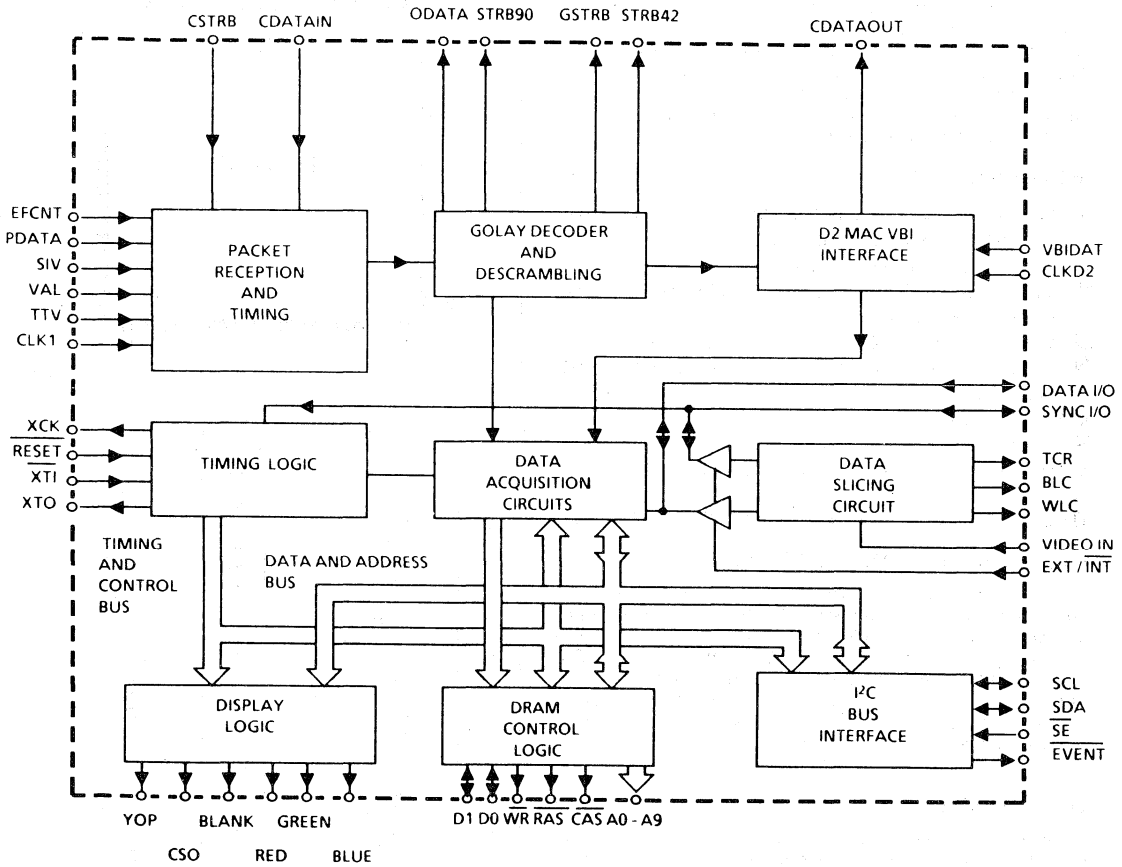 CSTRB CDATAIN ODATA STRB90 GSTRB STRB42 CDATAOUT
EFCNT
PDATA
SIV
VAL
TTV
CLK1
PACKET
RECEPTION
AND
TIMING
GOLAY DECODER
AND
DESCRAMBLING
D2 MAC VBI
INTERFACE
VBIDAT
CLKD2
DATA I/O
SYNC I/O
XCK
RESET
XTI
XTO
TIMING LOGIC
DATA
ACQUISITION
CIRCUITS
DATA
SLICING
CIRCUIT
TCR
BLC
WLC
VIDEO IN
EXT / INT
TIMING
AND
CONTROL
BUS
DATA AND ADDRESS
BUS
DISPLAY
LOGIC
DRAM
CONTROL
LOGIC
I²C
BUS
INTERFACE
SCL
SDA
SE
EVENT
YOP BLANK GREEN
CSO RED BLUE
D1 D0 WR RAS CAS A0 - A9